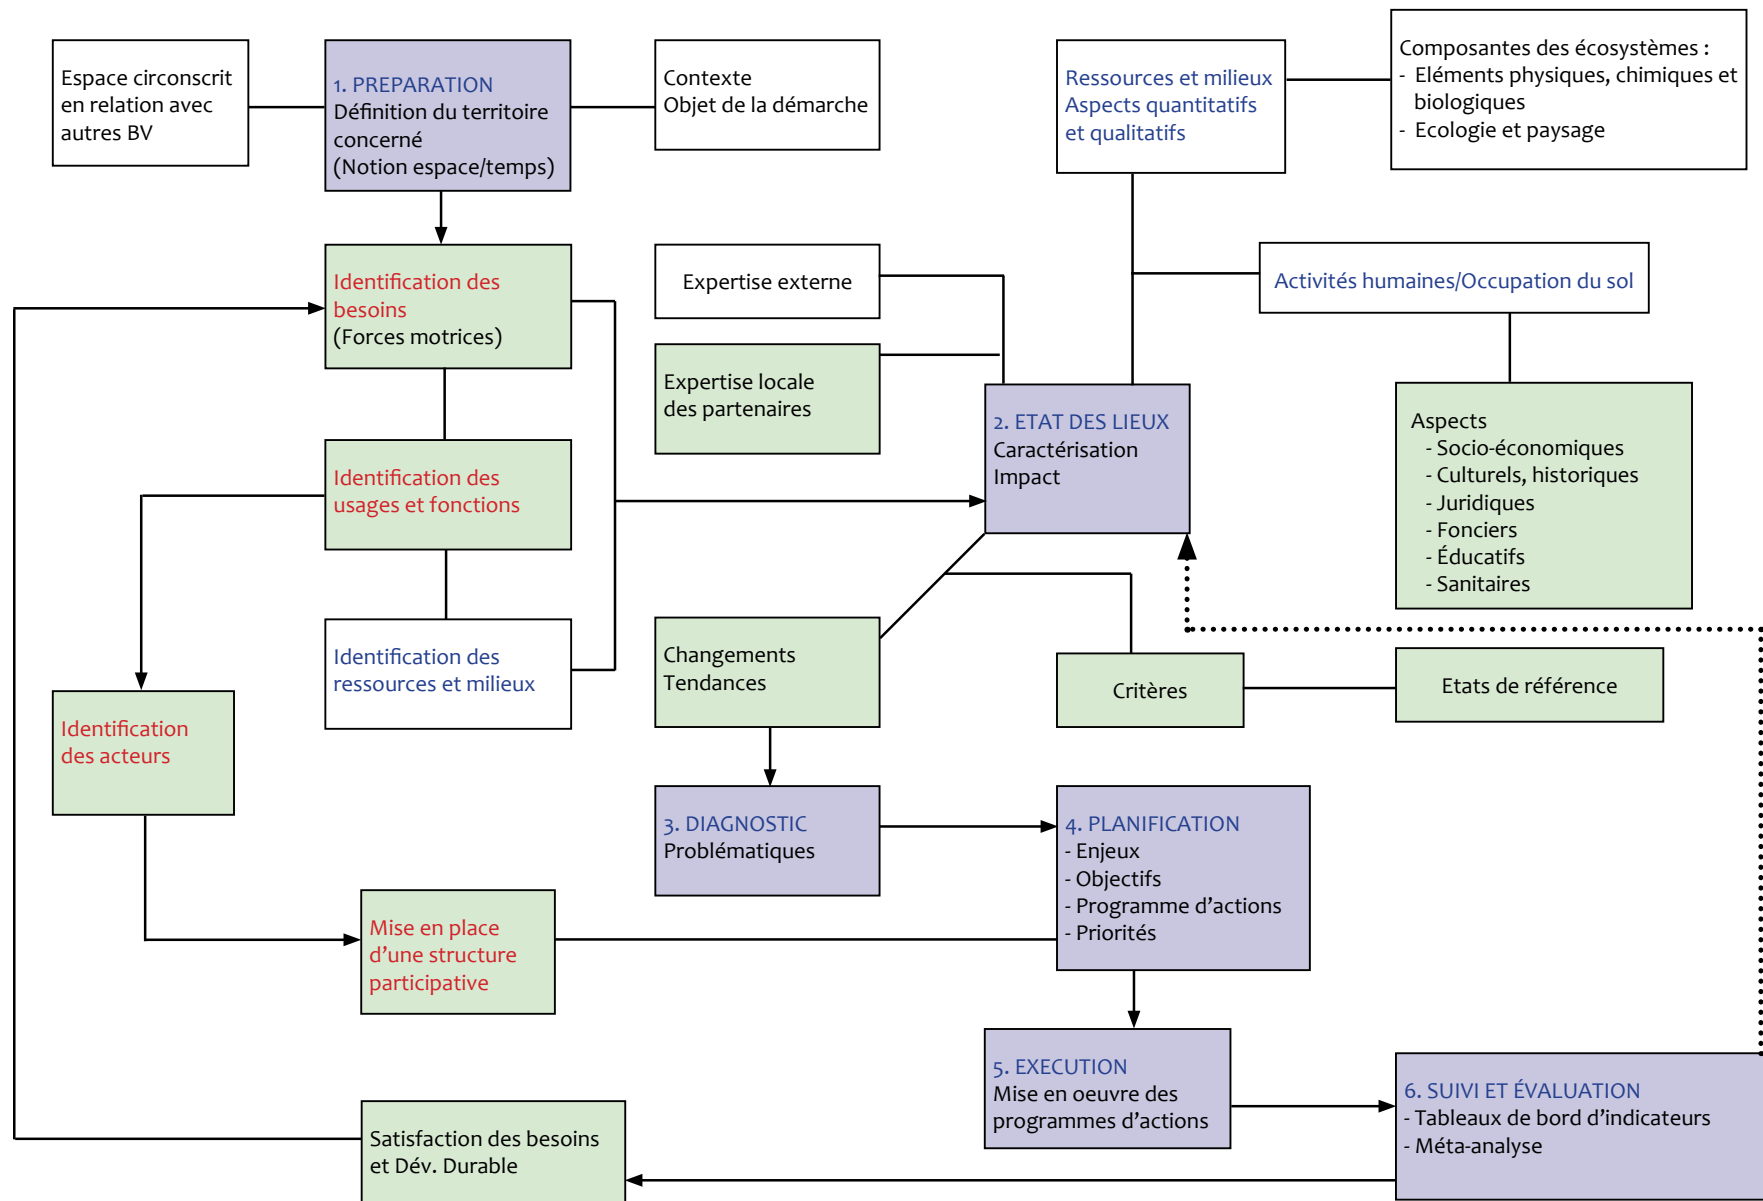 Espace circonscrit
en relation avec
autres BV
1. PREPARATION
Définition du territoire
concerné
(Notion espace/temps)
Contexte
Objet de la démarche
Ressources et milieux
Aspects quantitatifs
et qualitatifs
Composantes des écosystèmes :
- Eléments physiques, chimiques et
biologiques
- Ecologie et paysage
Identification des
besoins
(Forces motrices)
Expertise externe
Activités humaines/Occupation du sol
Expertise locale
des partenaires
2. ETAT DES LIEUX
Caractérisation
Impact
Aspects
- Socio-économiques
- Culturels, historiques
- Juridiques
- Fonciers
- Éducatifs
- Sanitaires
Identification des
usages et fonctions
Identification des
ressources et milieux
Changements
Tendances
Critères
Etats de référence
Identification
des acteurs
3. DIAGNOSTIC
Problématiques
4. PLANIFICATION
- Enjeux
- Objectifs
- Programme d'actions
- Priorités
Mise en place
d'une structure
participative
5. EXECUTION
Mise en oeuvre des
programmes d'actions
6. SUIVI ET ÉVALUATION
- Tableaux de bord d'indicateurs
- Méta-analyse
Satisfaction des besoins
et Dév. Durable